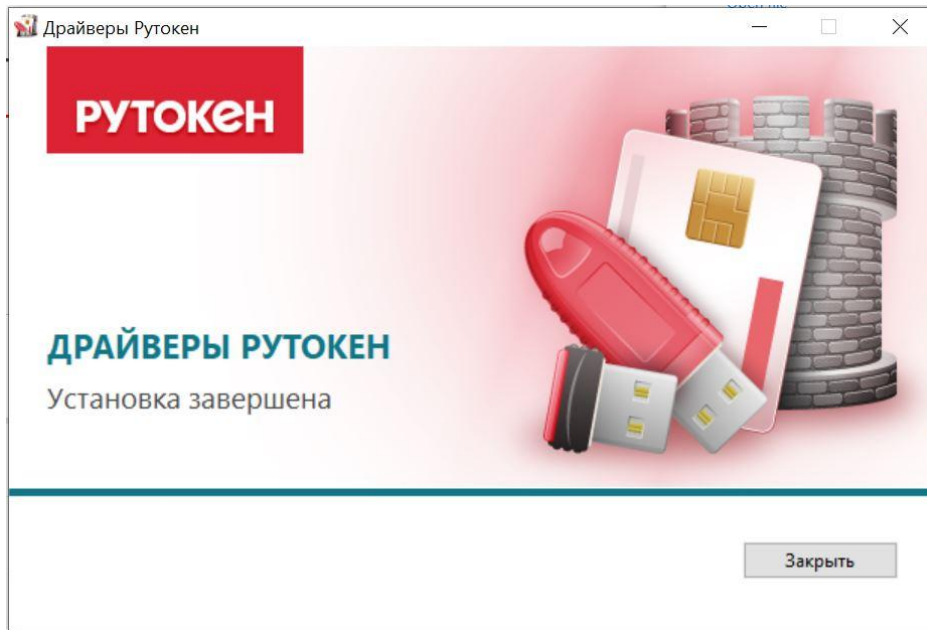 Драйверы Рутокен
РУТОКЕН
ДРАЙВЕРЫ РУТОКЕН
Установка завершена
Закрыть